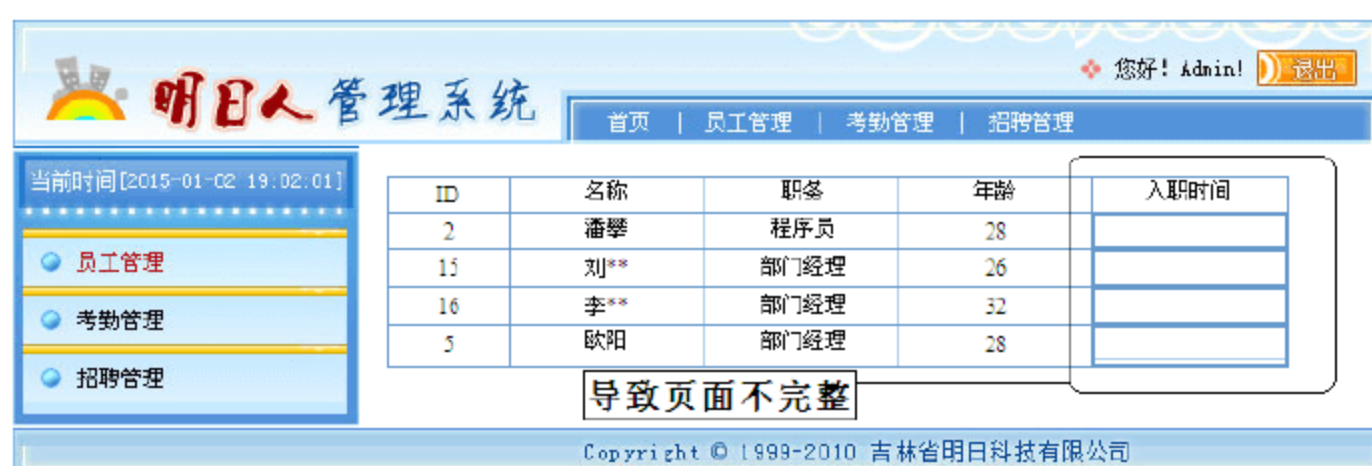 您好! Admin! 退出
明日人管理系统
首页 | 员工管理 | 考勤管理 | 招聘管理
当前时间[2015-01-02 19:02:01]
员工管理
考勤管理
招聘管理
ID 名称 职务 年龄 入职时间
2 潘攀 程序员 28
15 刘** 部门经理 26
16 李** 部门经理 32
5 欧阳 部门经理 28
导致页面不完整
Copyright © 1999-2010 吉林省明日科技有限公司